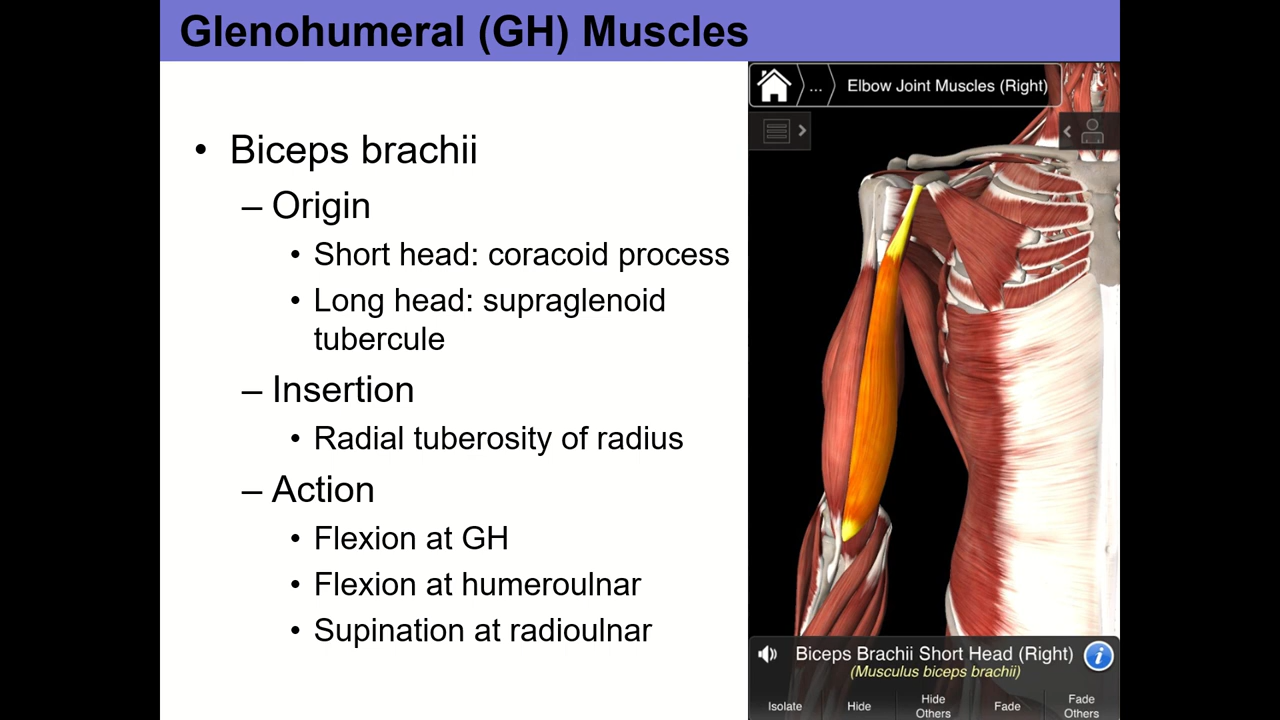 Glenohumeral (GH) Muscles
• Biceps brachii
– Origin
• Short head: coracoid process
• Long head: supraglenoid
tubercule
– Insertion
• Radial tuberosity of radius
– Action
• Flexion at GH
• Flexion at humeroulnar
• Supination at radioulnar
... Elbow Joint Muscles (Right)
Biceps Brachii Short Head (Right)
(Musculus biceps brachii)
Isolate
Hide
Hide
Others
Fade
Fade
Others